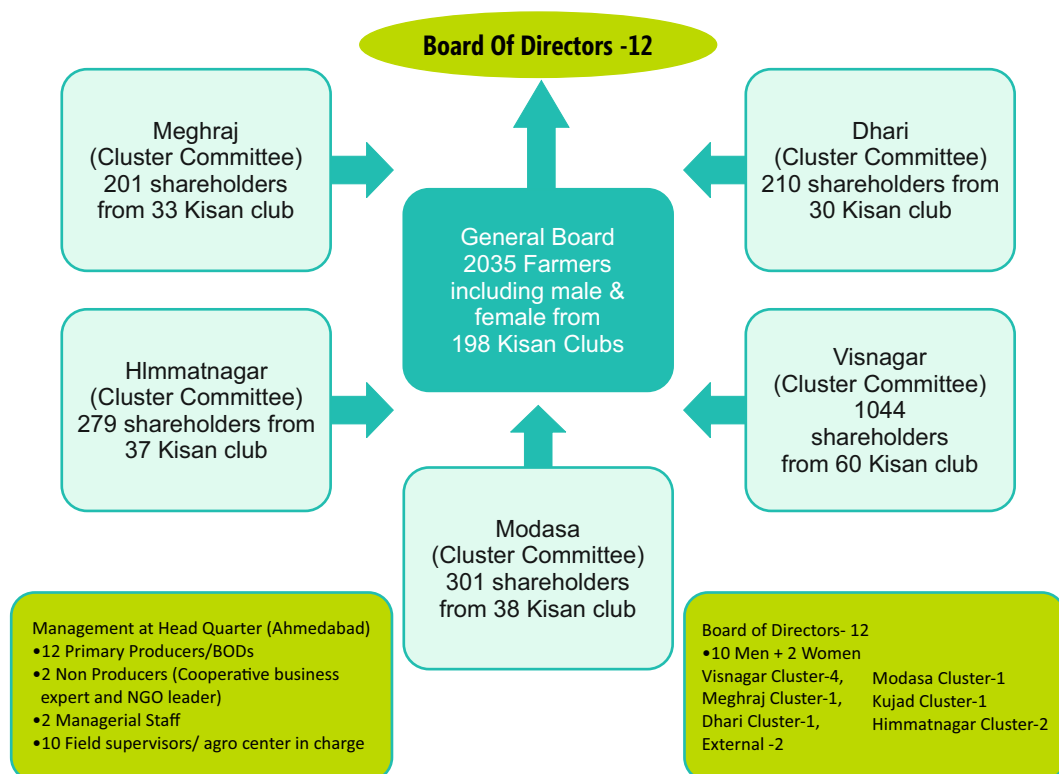 Board Of Directors -12
Meghraj
(Cluster Committee)
201 shareholders
from 33 Kisan club
Dhari
(Cluster Committee)
210 shareholders from
30 Kisan club
General Board
2035 Farmers
including male &
female from
198 Kisan Clubs
HImmatnagar
(Cluster Committee)
279 shareholders from
37 Kisan club
Visnagar
(Cluster Committee)
1044
shareholders
from 60 Kisan club
Modasa
(Cluster Committee)
301 shareholders
from 38 Kisan club
Management at Head Quarter (Ahmedabad)
•12 Primary Producers/BODs
•2 Non Producers (Cooperative business
expert and NGO leader)
•2 Managerial Staff
•10 Field supervisors/ agro center in charge
Board of Directors- 12
•10 Men + 2 Women
Visnagar Cluster-4,
Meghraj Cluster-1,
Dhari Cluster-1,
External -2
Modasa Cluster-1
Kujad Cluster-1
Himmatnagar Cluster-2